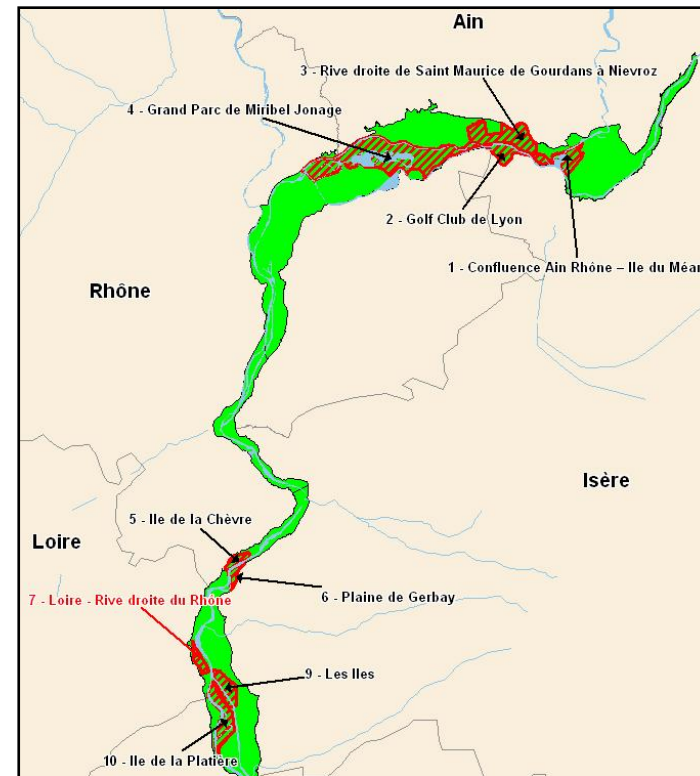 Ain
3 - Rive droite de Saint Maurice de Gourdans à Nievroz
4 - Grand Parc de Miribel Jonage
2 - Golf Club de Lyon
1 - Confluence Ain Rhône – Ile du Méan
Rhône
Isère
5 - Ile de la Chèvre
Loire
6 - Plaine de Gerbay
7 - Loire - Rive droite du Rhône
9 - Les Iles
10 - Ile de la Platière